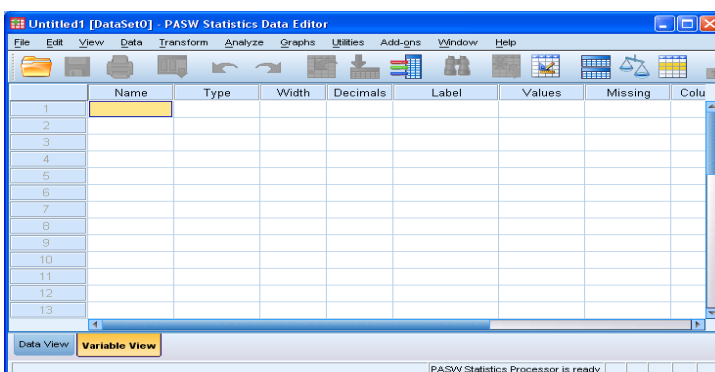 Untitled1 [DataSet0] - PASW Statistics Data Editor
File Edit View Data Transform Analyze Graphs Utilities Add-ons Window Help
Name Type Width Decimals Label Values Missing Colu
1
2
3
4
5
6
7
8
9
10
11
12
13
Data View Variable View
PASW Statistics Processor is ready